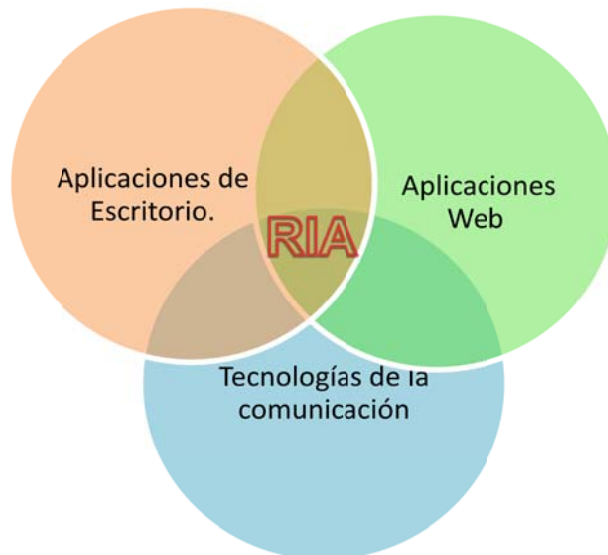 Aplicaciones de
Escritorio.
Aplicaciones
Web
RIA
Tecnologías de la
comunicación